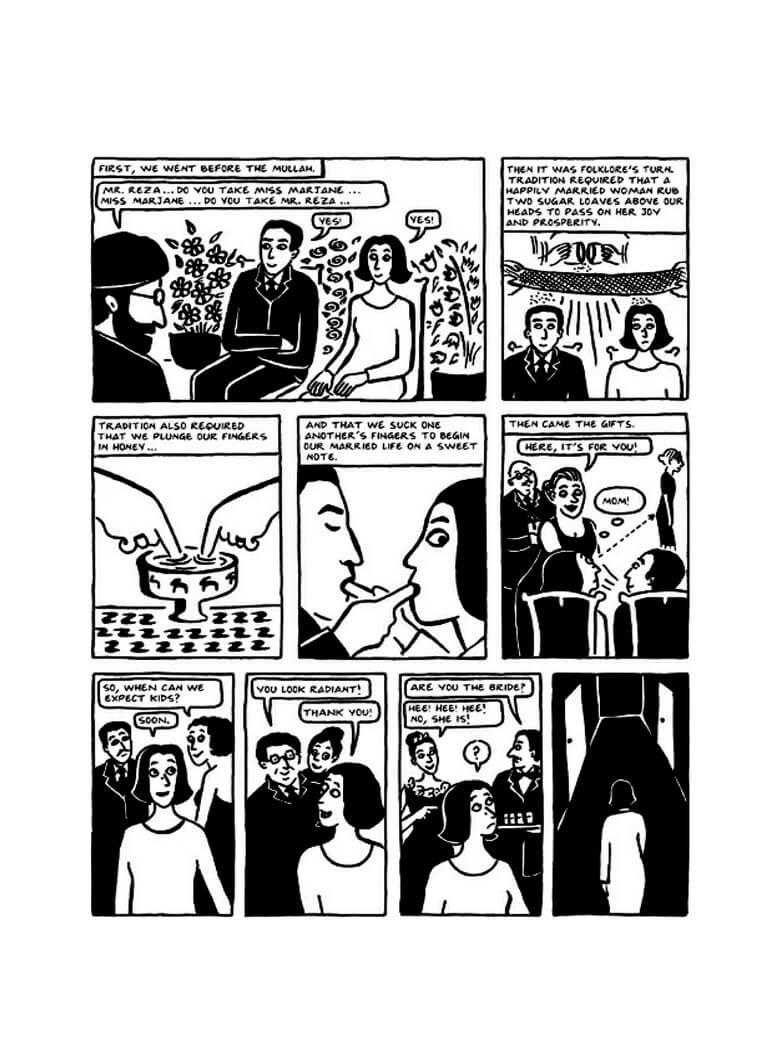 FIRST, WE WENT BEFORE THE MULLAH.
MR. REZA... DO YOU TAKE MISS MARJANE ...
MISS MARJANE ... DO YOU TAKE MR. REZA ...
YES!
YES!
THEN IT WAS FOLKLORE'S TURN.
TRADITION REQUIRED THAT A
HAPPILY MARRIED WOMAN RUB
TWO SUGAR LOAVES ABOVE OUR
HEADS TO PASS ON HER JOY
AND PROSPERITY.
TRADITION ALSO REQUIRED
THAT WE PLUNGE OUR FINGERS
IN HONEY...
AND THAT WE SUCK ONE
ANOTHER'S FINGERS TO BEGIN
OUR MARRIED LIFE ON A SWEET
NOTE.
THEN CAME THE GIFTS.
HERE, IT'S FOR YOU!
MOM!
SO, WHEN CAN WE
EXPECT KIDS?
SOON.
YOU LOOK RADIANT!
THANK YOU!
ARE YOU THE BRIDE?
HEE! HEE! HEE!
NO, SHE IS!
?